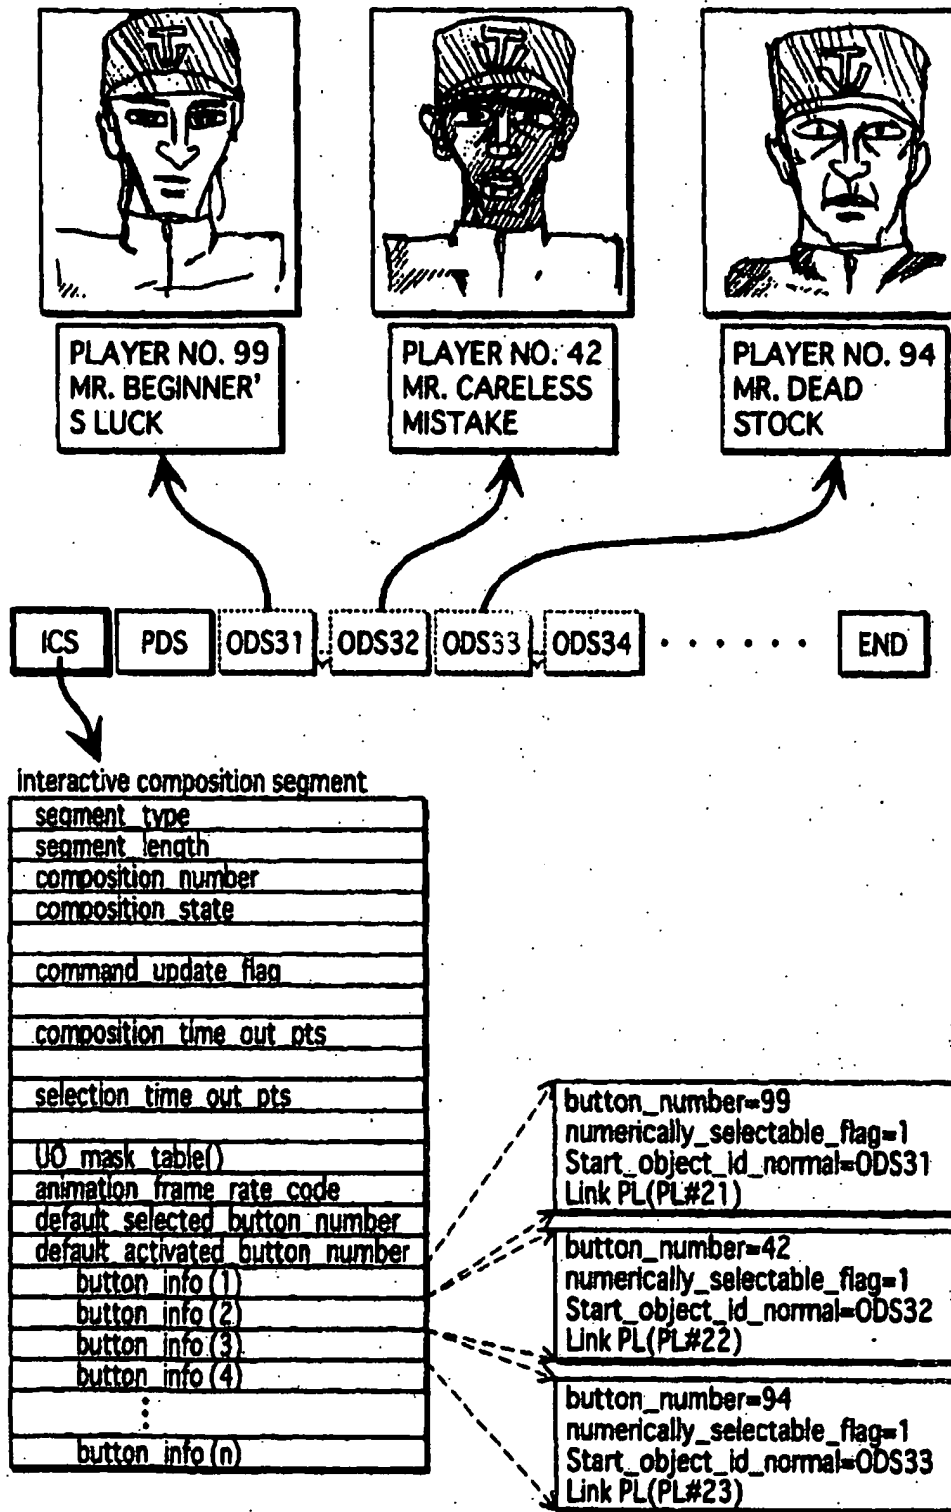 PLAYER NO. 99
MR. BEGINNER'
S LUCK
PLAYER NO. 42
MR. CARELESS
MISTAKE
PLAYER NO. 94
MR. DEAD
STOCK
ICS
PDS
ODS31
ODS32
ODS33
ODS34
END
interactive composition segment
segment_type
segment_length
composition_number
composition_state
command_update_flag
composition_time_out_pts
selection_time_out_pts
UO_mask_table()
animation_frame_rate_code
default_selected_button_number
default_activated_button_number
button_info(1)
button_info(2)
button_info(3)
button_info(4)
button_info(n)
button_number=99
numerically_selectable_flag=1
Start_object_id_normal=ODS31
Link PL(PL#21)
button_number=42
numerically_selectable_flag=1
Start_object_id_normal=ODS32
Link PL(PL#22)
button_number=94
numerically_selectable_flag=1
Start_object_id_normal=ODS33
Link PL(PL#23)